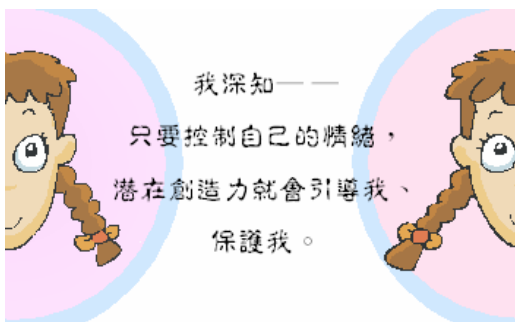 我深知——
只要控制自己的情緒，
潛在創造力就會引導我、
保護我。